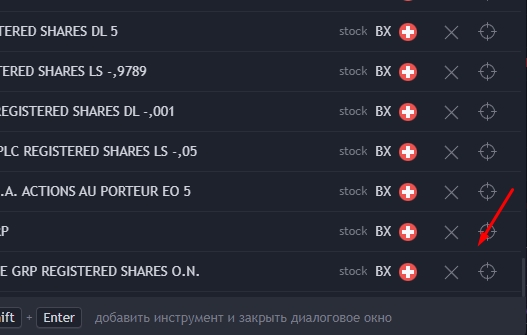 TERED SHARES DL 5 stock BX
TERED SHARES LS -,9789 stock BX
REGISTERED SHARES DL -,001 stock BX
PLC REGISTERED SHARES LS -,05 stock BX
.A. ACTIONS AU PORTEUR EO 5 stock BX
RP stock BX
E GRP REGISTERED SHARES O.N. stock BX
ift + Enter добавить инструмент и закрыть диалоговое окно